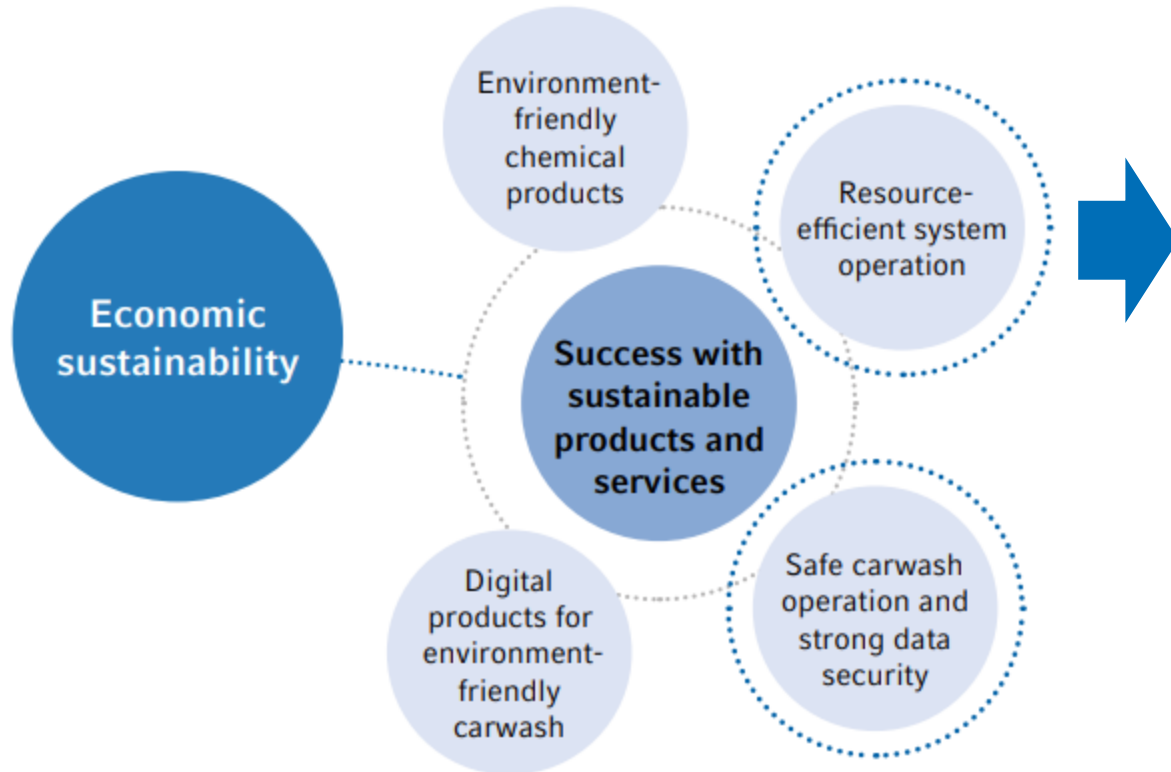 Environment-
friendly
chemical
products
Resource-
efficient system
operation
Economic
sustainability
Success with
sustainable
products and
services
Digital
products for
environment-
friendly
carwash
Safe carwash
operation and
strong data
security